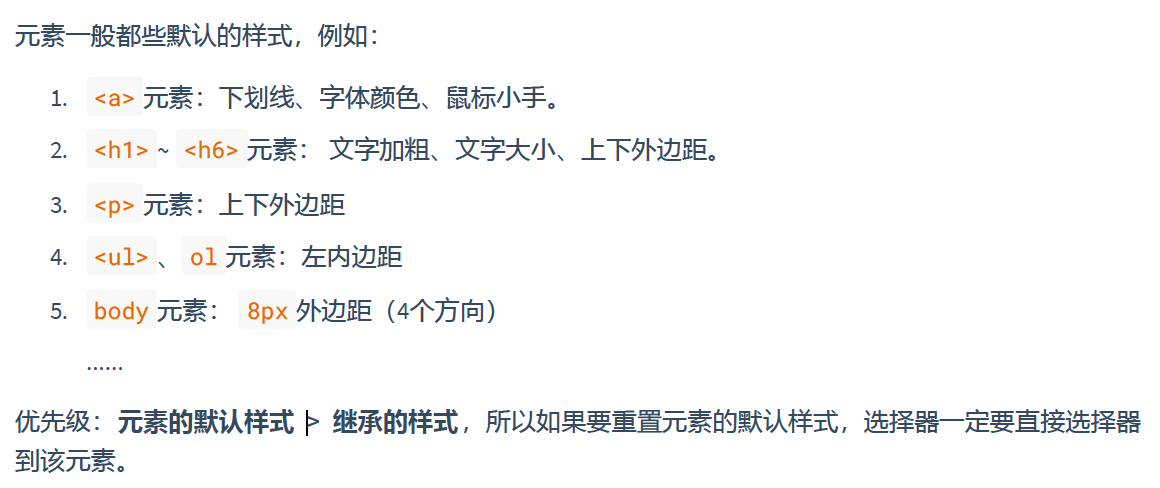 元素一般都些默认的样式，例如：
1. <a>元素：下划线、字体颜色、鼠标小手。
2. <h1> ~ <h6>元素： 文字加粗、文字大小、上下外边距。
3. <p>元素：上下外边距
4. <ul> 、 ol 元素：左内边距
5. body 元素： 8px 外边距（4个方向）
......
优先级：元素的默认样式 > 继承的样式，所以如果要重置元素的默认样式，选择器一定要直接选择器
到该元素。